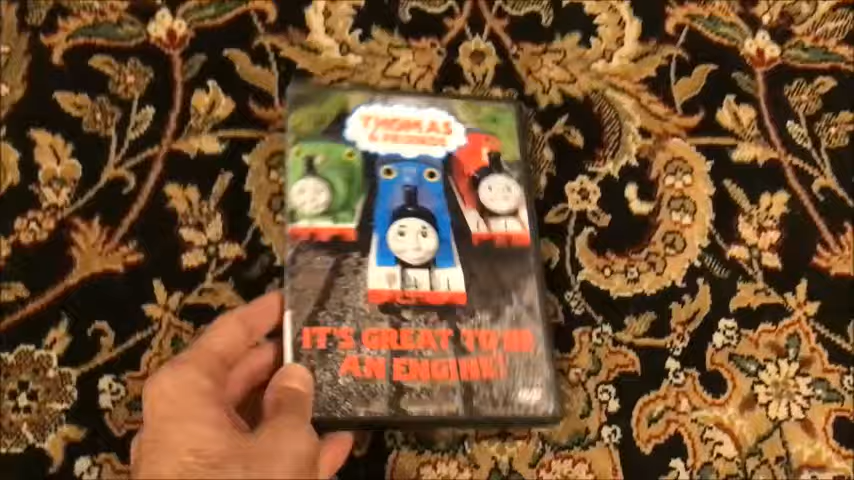 THOMAS
& FRIENDS
IT'S GREAT TO BE
AN ENGINE!